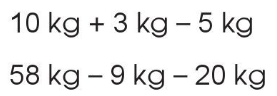 10 kg + 3 kg – 5 kg
58 kg – 9 kg – 20 kg